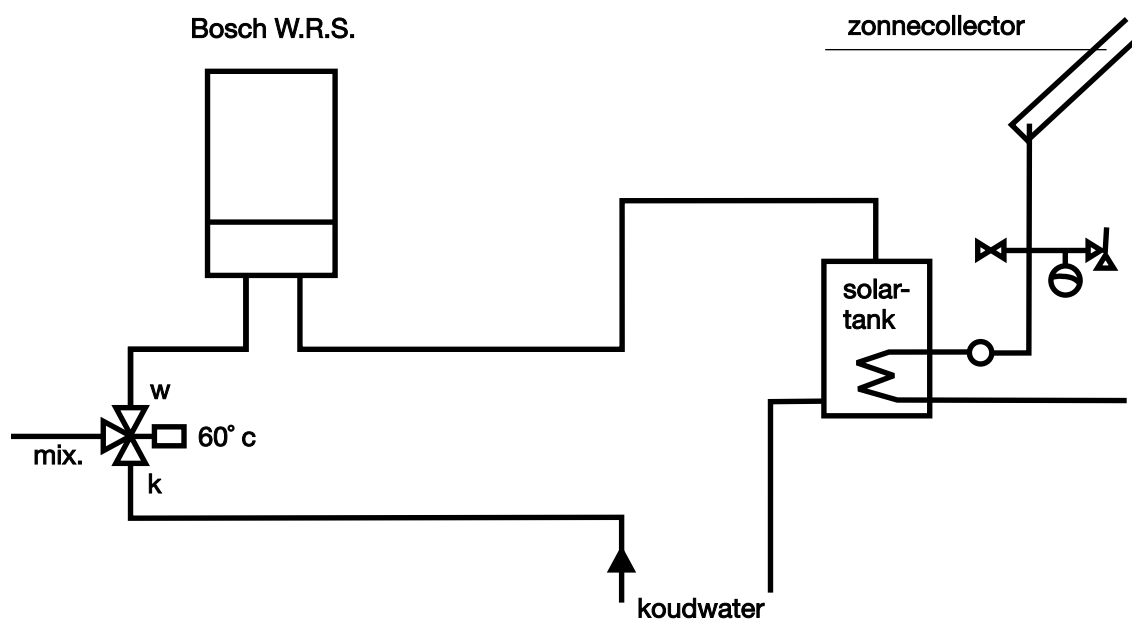 Bosch W.R.S.
zonnecollector
solar-
tank
w
60° c
mix.
k
koudwater